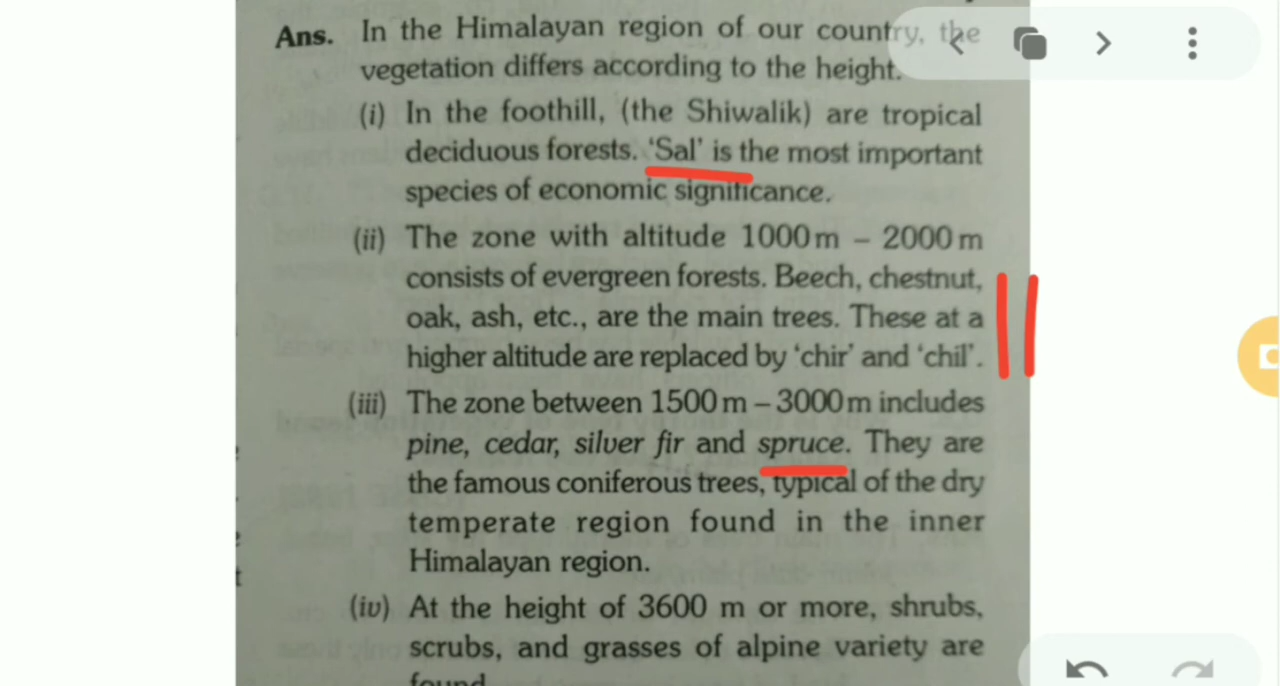 Ans. In the Himalayan region of our country, the
vegetation differs according to the height.
(i) In the foothill, (the Shiwalik) are tropical
deciduous forests. ‘Sal’ is the most important
species of economic significance.
(ii) The zone with altitude 1000 m – 2000 m
consists of evergreen forests. Beech, chestnut,
oak, ash, etc., are the main trees. These at a
higher altitude are replaced by ‘chir’ and ‘chil’.
(iii) The zone between 1500 m – 3000 m includes
pine, cedar, silver fir and spruce. They are
the famous coniferous trees, typical of the dry
temperate region found in the inner
Himalayan region.
(iv) At the height of 3600 m or more, shrubs,
scrubs, and grasses of alpine variety are
found